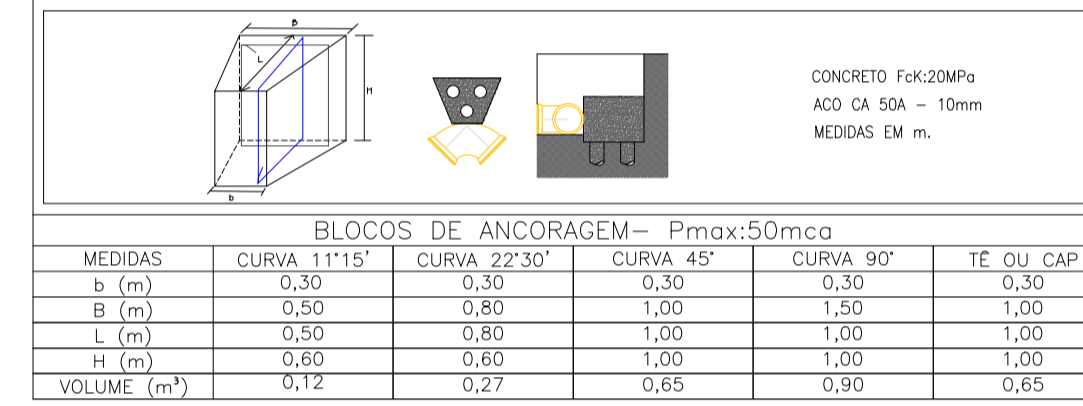 B
L
H
b
CONCRETO FcK:20MPa
ACO CA 50A – 10mm
MEDIDAS EM m.
BLOCOS DE ANCORAGEM– Pmax:50mca
MEDIDAS CURVA 11°15' CURVA 22°30' CURVA 45° CURVA 90° TÊ OU CAP
b (m) 0,30 0,30 0,30 0,30 0,30
B (m) 0,50 0,80 1,00 1,50 1,00
L (m) 0,50 0,80 1,00 1,00 1,00
H (m) 0,60 0,60 1,00 1,00 1,00
VOLUME (m³) 0,12 0,27 0,65 0,90 0,65